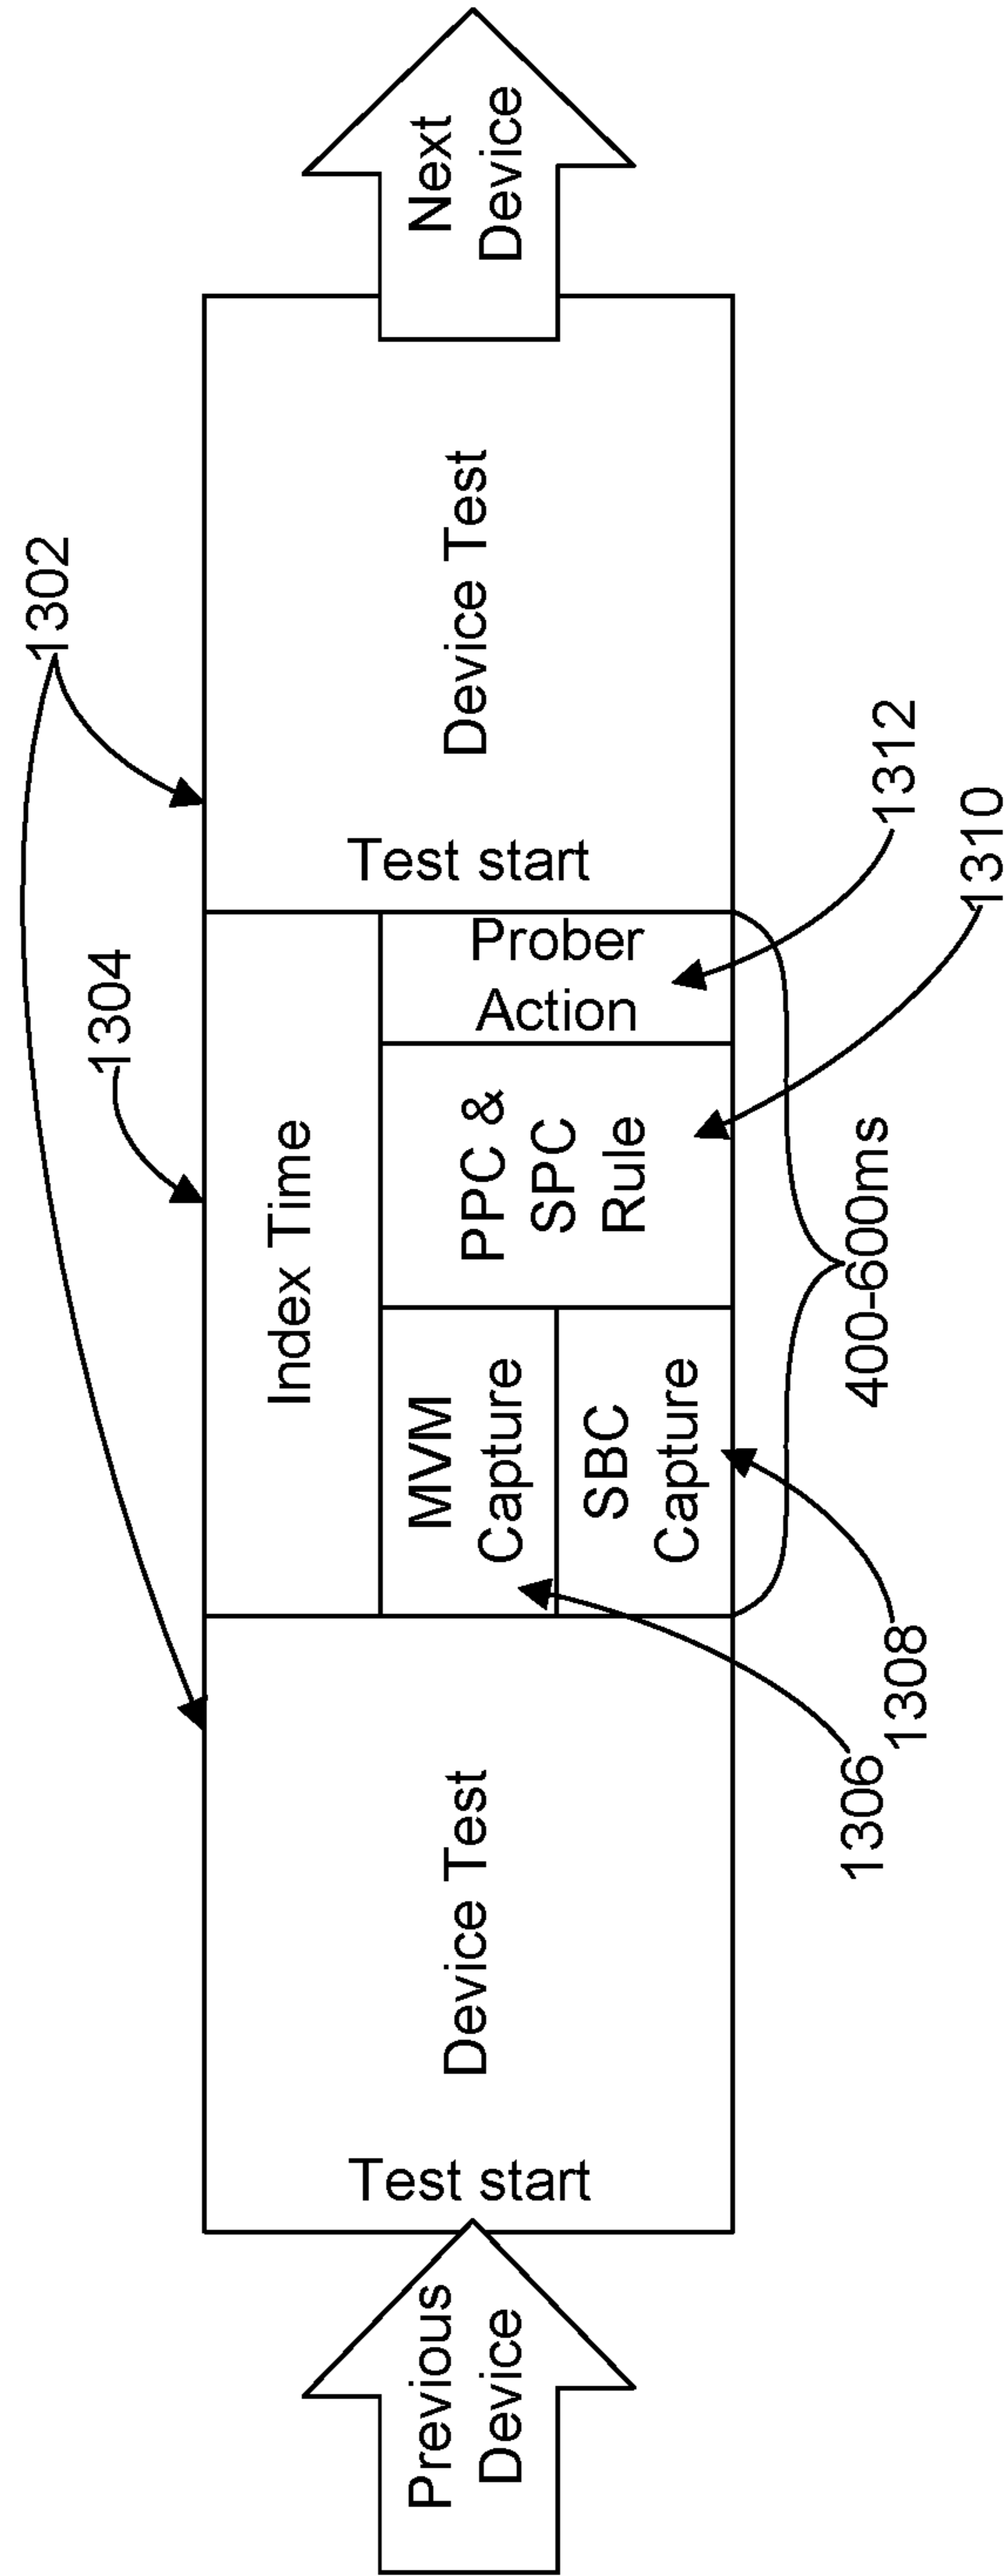 1302
1304
Previous
Device
Test start
Device Test
Index Time
MVM
Capture
SBC
Capture
PPC &
SPC
Rule
Prober
Action
Test start
Device Test
Next
Device
400-600ms
1306
1308
1312
1310